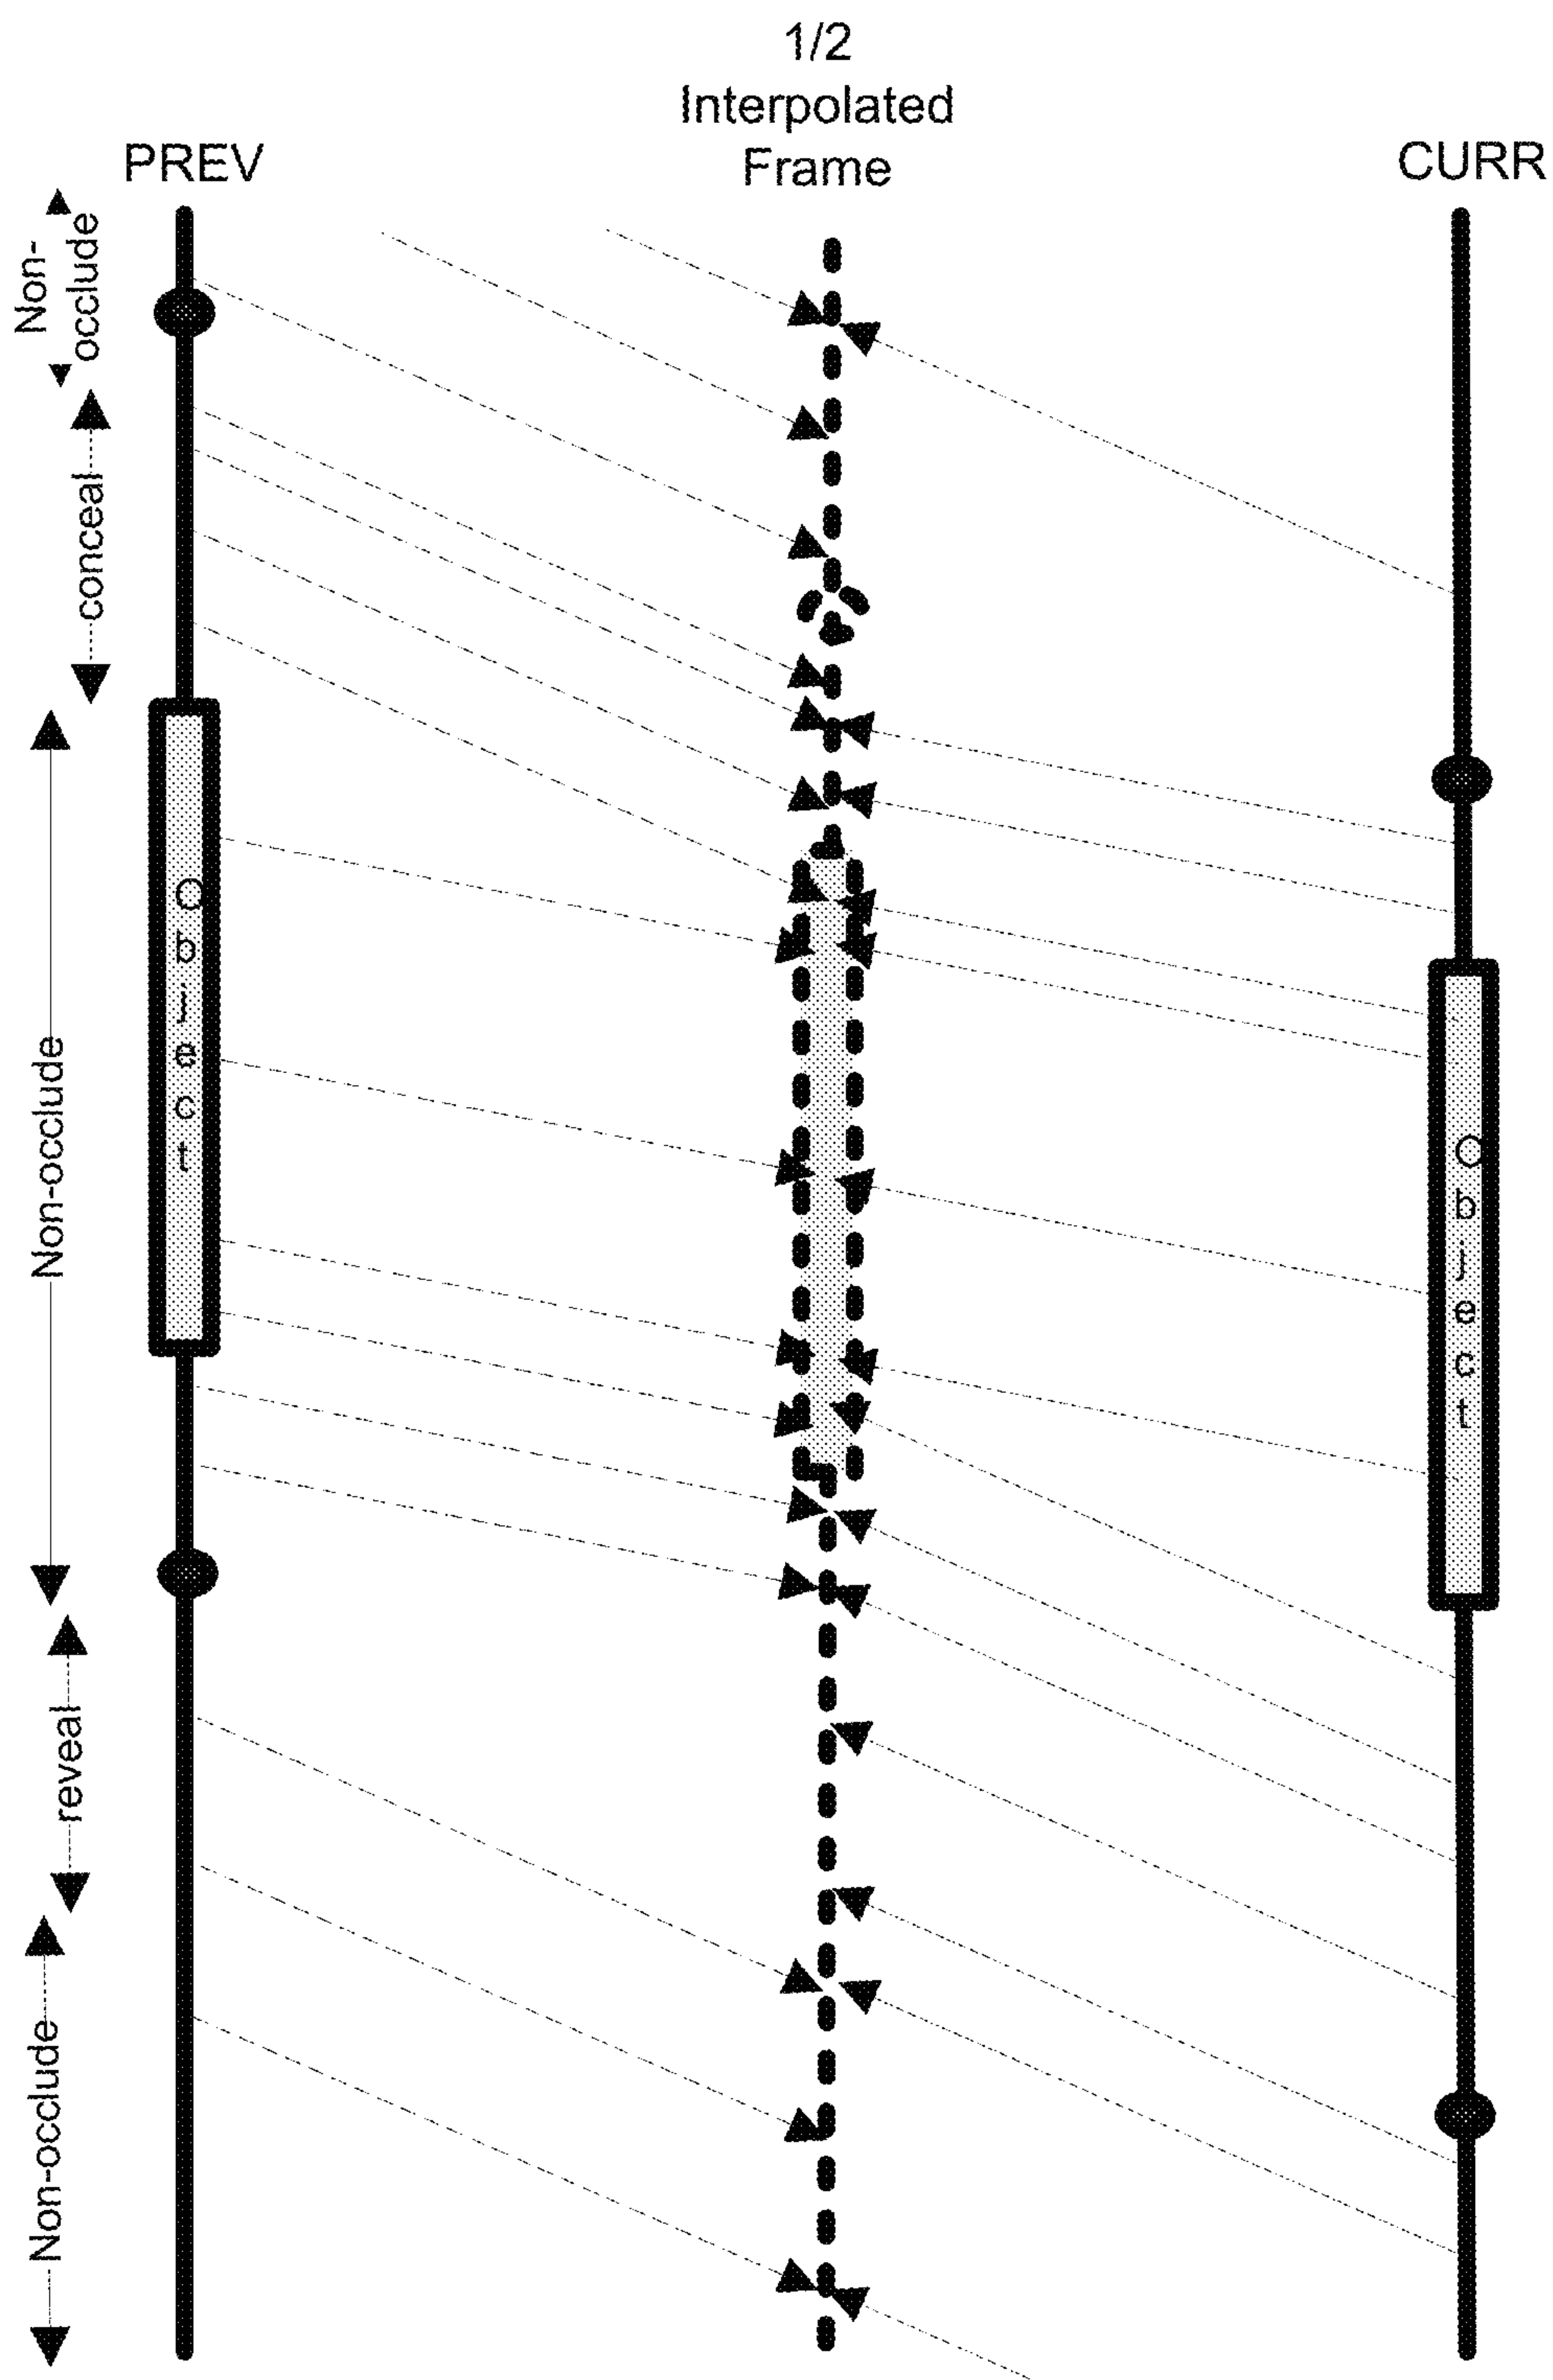 1/2
Interpolated
Frame
PREV
CURR
Non-
occlude
conceal
Object
Non-occlude
Object
reveal
Non-occlude